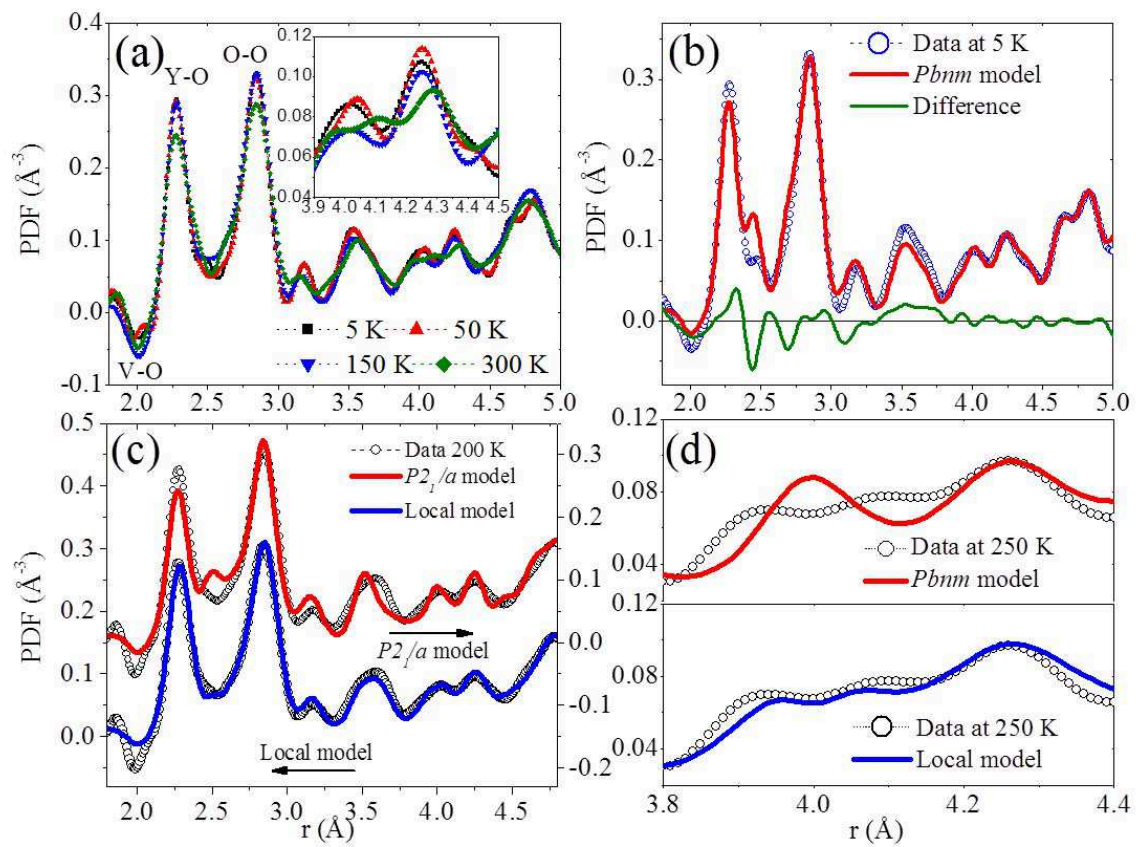 (a)
PDF (Å⁻³)
0.4
0.3
0.2
0.1
0.0
-0.1
Y-O
O-O
V-O
0.12
0.10
0.08
0.06
0.04
3.9 4.0 4.1 4.2 4.3 4.4 4.5
5 K
50 K
150 K
300 K
2.0 2.5 3.0 3.5 4.0 4.5 5.0
(b)
PDF (Å⁻³)
0.3
0.2
0.1
0.0
Data at 5 K
Pbnm model
Difference
2.0 2.5 3.0 3.5 4.0 4.5 5.0
(c)
PDF (Å⁻³)
0.5
0.4
0.3
0.2
0.1
0.0
Data 200 K
P2₁/a model
Local model
P2₁/a model
Local model
0.3
0.2
0.1
0.0
-0.1
-0.2
2.0 2.5 3.0 3.5 4.0 4.5
r (Å)
(d)
0.12
0.08
0.04
Data at 250 K
Pbnm model
0.12
0.08
0.04
Data at 250 K
Local model
3.8 4.0 4.2 4.4
r (Å)